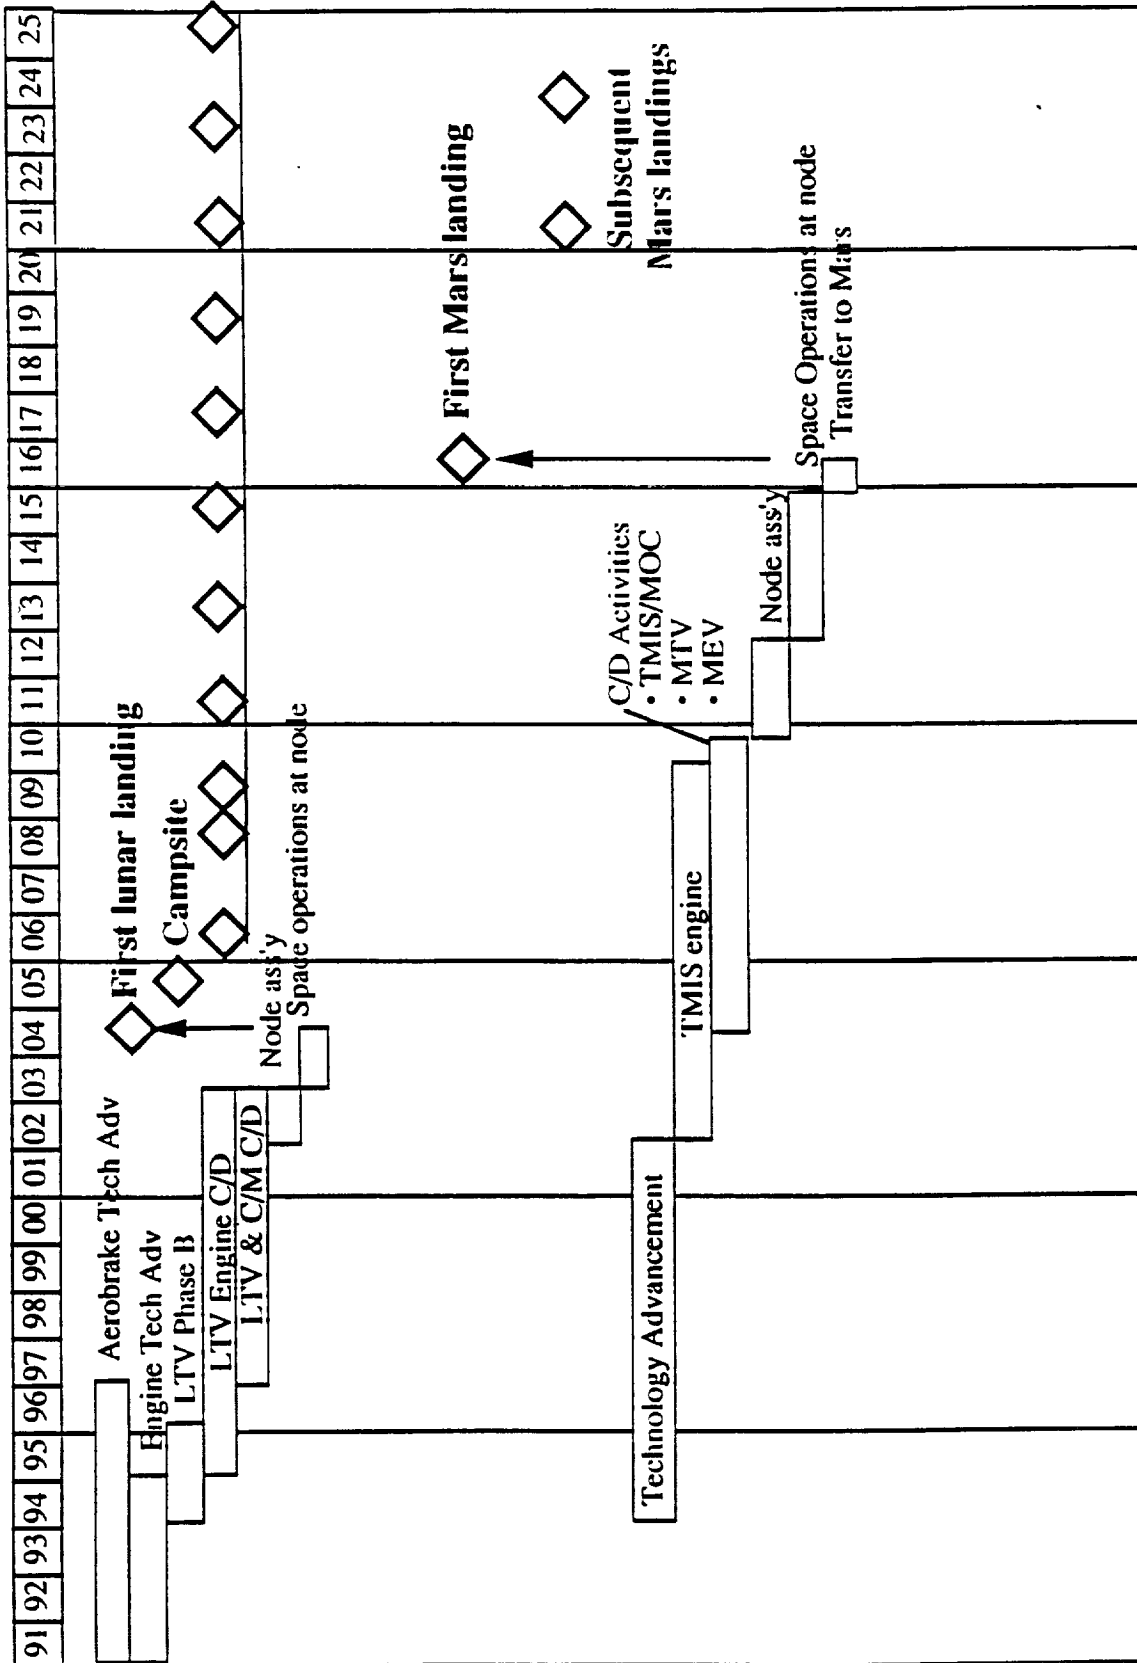 91 92 93 94 95 96 97 98 99 00 01 02 03 04 05 06 07 08 09 10 11 12 13 14 15 16 17 18 19 20 21 22 23 24 25
Aerobrake Tech Adv
Engine Tech Adv
LTV Phase B
LTV Engine C/D
LTV & C/M C/D
Node ass'y
Space operations at node
First lunar landing
Campsite
First Mars landing
Subsequent
Mars landings
Technology Advancement
TMIS engine
C/D Activities
• TMIS/MOC
• MTV
• MEV
Node ass'y
Space Operations at node
Transfer to Mars